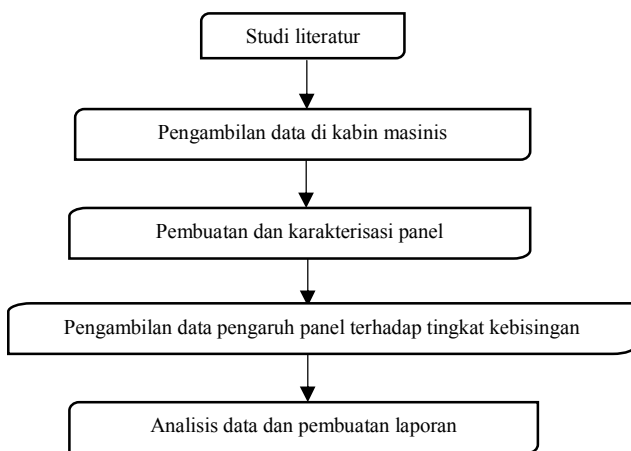 Studi literatur
Pengambilan data di kabin masinis
Pembuatan dan karakterisasi panel
Pengambilan data pengaruh panel terhadap tingkat kebisingan
Analisis data dan pembuatan laporan